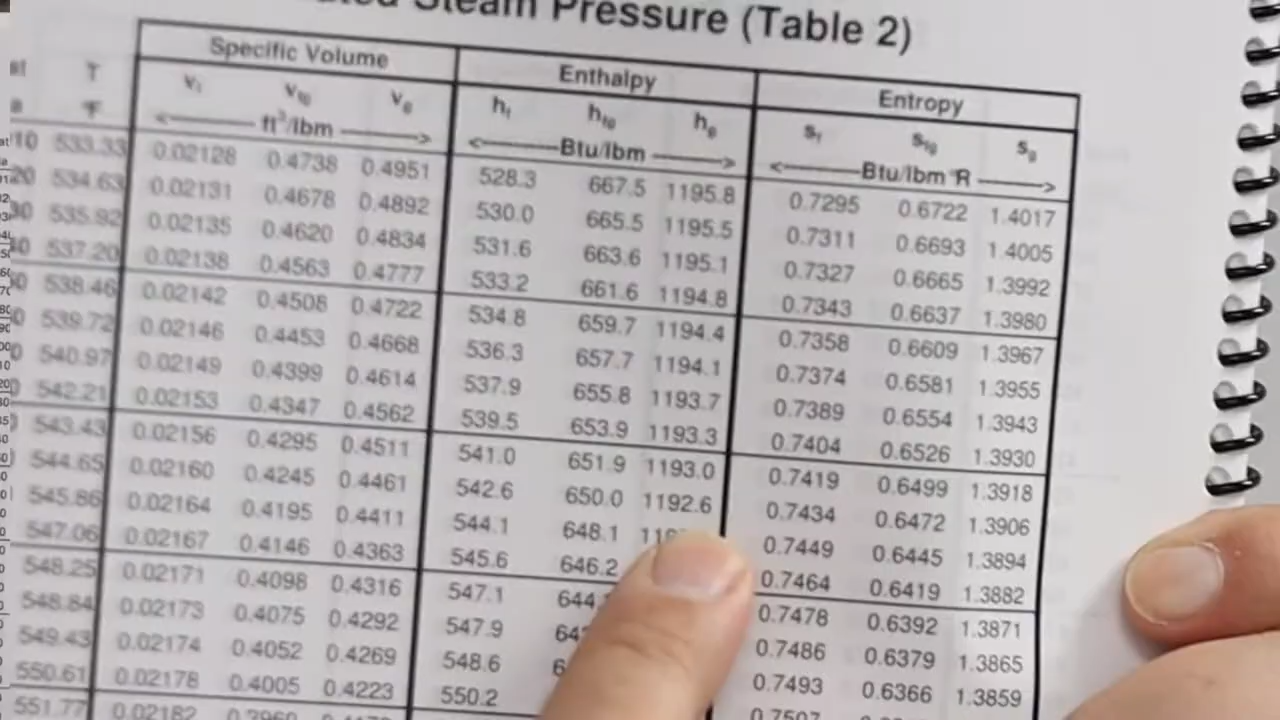 Steam Pressure (Table 2)
Specific Volume Enthalpy Entropy
T v_f v_fg v_g h_f h_fg h_g s_f s_fg s_g
°F ft³/lbm Btu/lbm Btu/lbm °R
533.33 0.02128 0.4738 0.4951 528.3 667.5 1195.8 0.7295 0.6722 1.4017
534.63 0.02131 0.4678 0.4892 530.0 665.5 1195.5 0.7311 0.6693 1.4005
535.92 0.02135 0.4620 0.4834 531.6 663.6 1195.1 0.7327 0.6665 1.3992
537.20 0.02138 0.4563 0.4777 533.2 661.6 1194.8 0.7343 0.6637 1.3980
538.46 0.02142 0.4508 0.4722 534.8 659.7 1194.4 0.7358 0.6609 1.3967
539.72 0.02146 0.4453 0.4668 536.3 657.7 1194.1 0.7374 0.6581 1.3955
540.97 0.02149 0.4399 0.4614 537.9 655.8 1193.7 0.7389 0.6554 1.3943
542.21 0.02153 0.4347 0.4562 539.5 653.9 1193.3 0.7404 0.6526 1.3930
543.43 0.02156 0.4295 0.4511 541.0 651.9 1193.0 0.7419 0.6499 1.3918
544.65 0.02160 0.4245 0.4461 542.6 650.0 1192.6 0.7434 0.6472 1.3906
545.86 0.02164 0.4195 0.4411 544.1 648.1 0.7449 0.6445 1.3894
547.06 0.02167 0.4146 0.4363 545.6 646.2 0.7464 0.6419 1.3882
548.25 0.02171 0.4098 0.4316 547.1 0.7478 0.6392 1.3871
548.84 0.02173 0.4075 0.4292 547.9 0.7486 0.6379 1.3865
549.43 0.02174 0.4052 0.4269 548.6 0.7493 0.6366 1.3859
550.61 0.02178 0.4005 0.4223 550.2 0.7507
551.77 0.02182